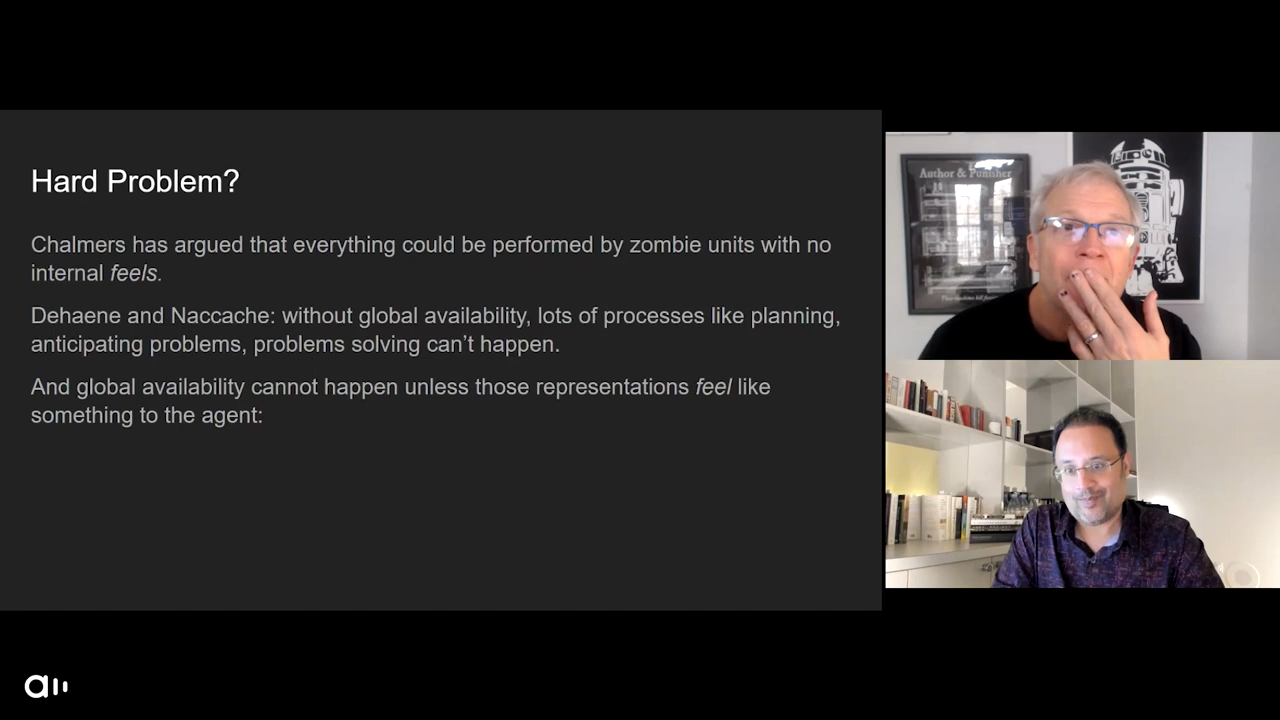 Hard Problem?
Chalmers has argued that everything could be performed by zombie units with no
internal feels.
Dehaene and Naccache: without global availability, lots of processes like planning,
anticipating problems, problems solving can’t happen.
And global availability cannot happen unless those representations feel like
something to the agent:
Author & Punisher